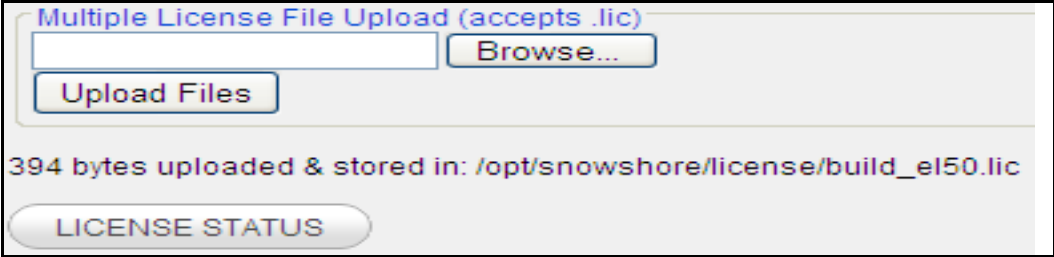 Multiple License File Upload (accepts .lic)
Browse...
Upload Files
394 bytes uploaded & stored in: /opt/snowshore/license/build_el50.lic
LICENSE STATUS